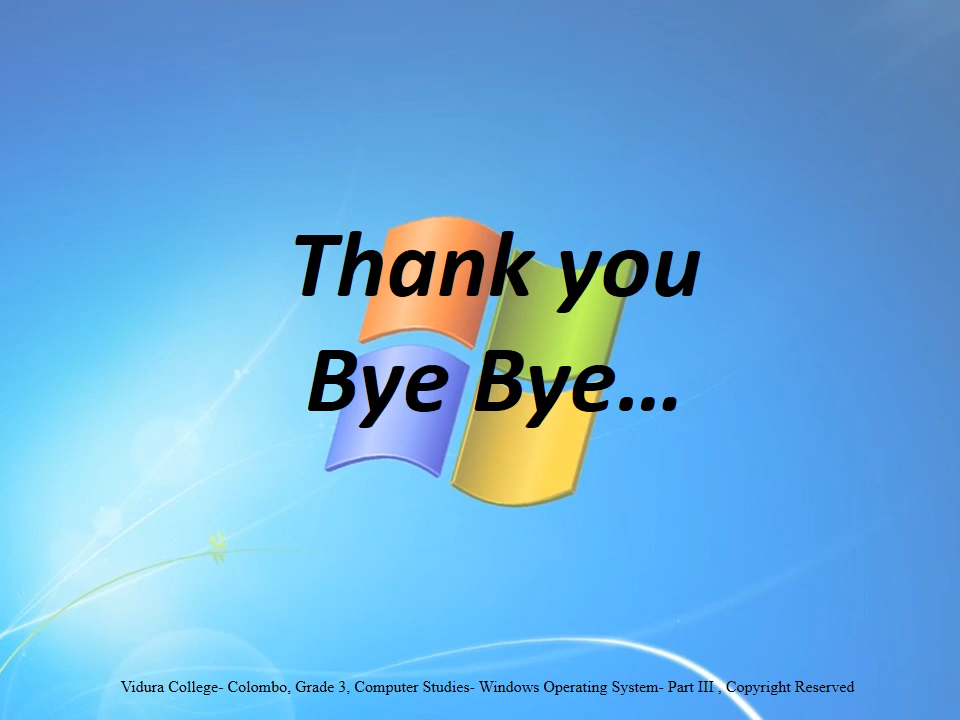 Thank you
Bye Bye...
Vidura College- Colombo, Grade 3, Computer Studies- Windows Operating System- Part III , Copyright Reserved